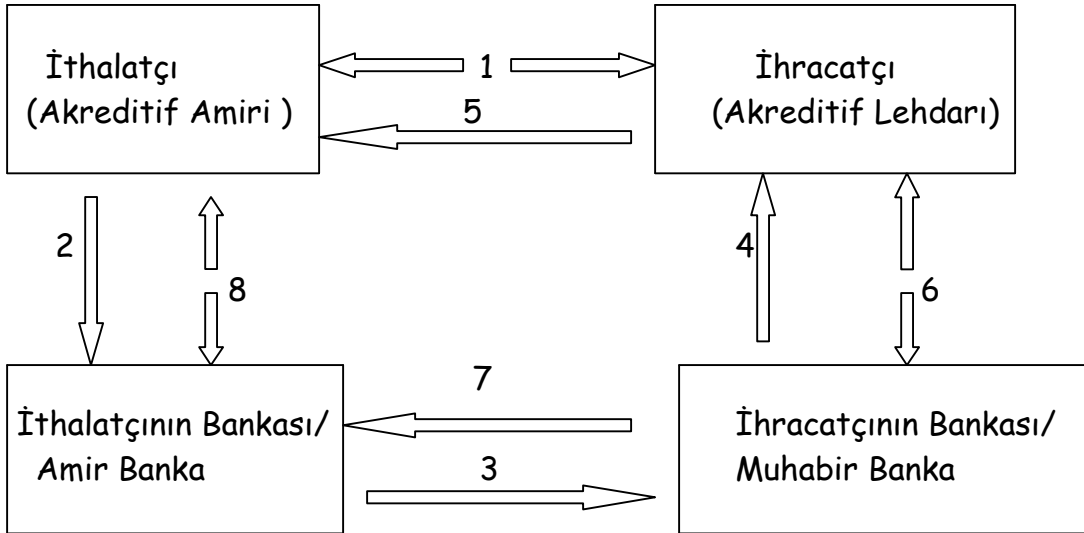 İthalatçı
(Akreditif Amiri )
1
5
İhracatçı
(Akreditif Lehdarı)
2
8
4
6
İthalatçının Bankası/
Amir Banka
7
3
İhracatçının Bankası/
Muhabir Banka